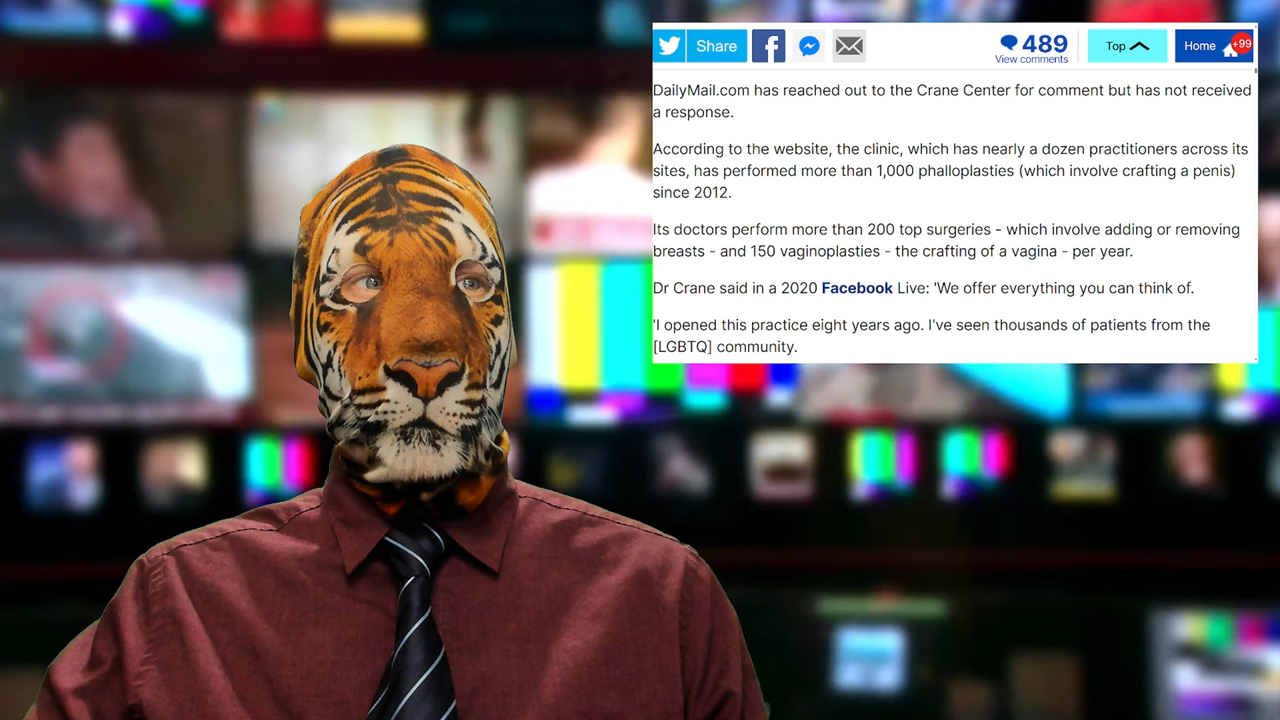 Share
489
View comments
Top
Home
+99
DailyMail.com has reached out to the Crane Center for comment but has not received
a response.
According to the website, the clinic, which has nearly a dozen practitioners across its
sites, has performed more than 1,000 phalloplasties (which involve crafting a penis)
since 2012.
Its doctors perform more than 200 top surgeries - which involve adding or removing
breasts - and 150 vaginoplasties - the crafting of a vagina - per year.
Dr Crane said in a 2020 Facebook Live: 'We offer everything you can think of.
'I opened this practice eight years ago. I've seen thousands of patients from the
[LGBTQ] community.